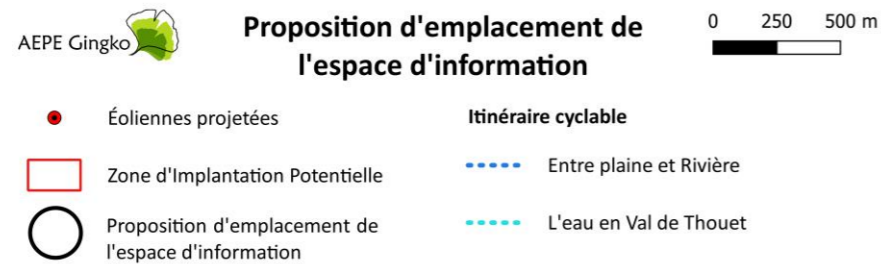 AEPE Gingko
Proposition d'emplacement de
l'espace d'information
0 250 500 m
Éoliennes projetées
Zone d'Implantation Potentielle
Proposition d'emplacement de
l'espace d'information
Itinéraire cyclable
Entre plaine et Rivière
L'eau en Val de Thouet